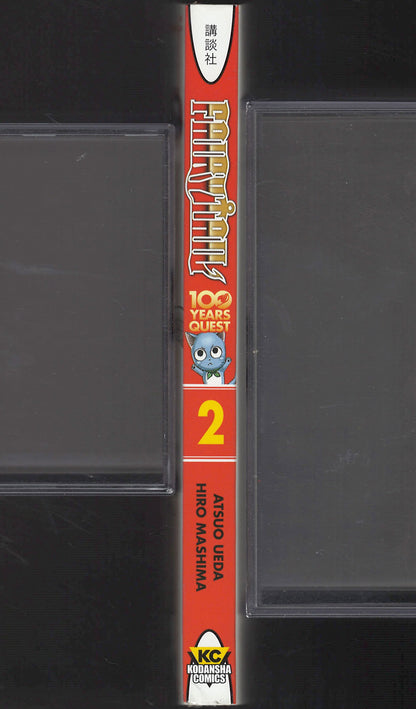 講談社
FAIRY TAIL
100
YEARS
QUEST
2
ATSUO UEDA
HIRO MASHIMA
KC
KODANSHA
COMICS